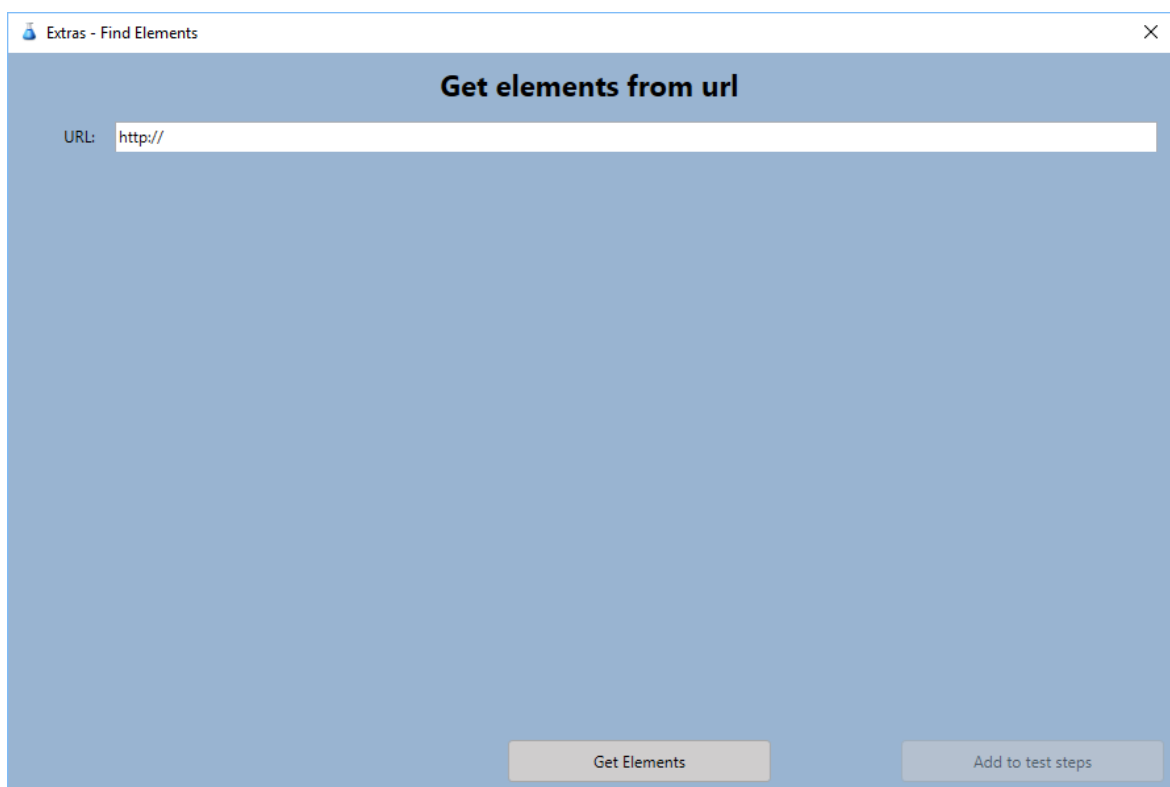 Extras - Find Elements
Get elements from url
URL: http://
Get Elements Add to test steps